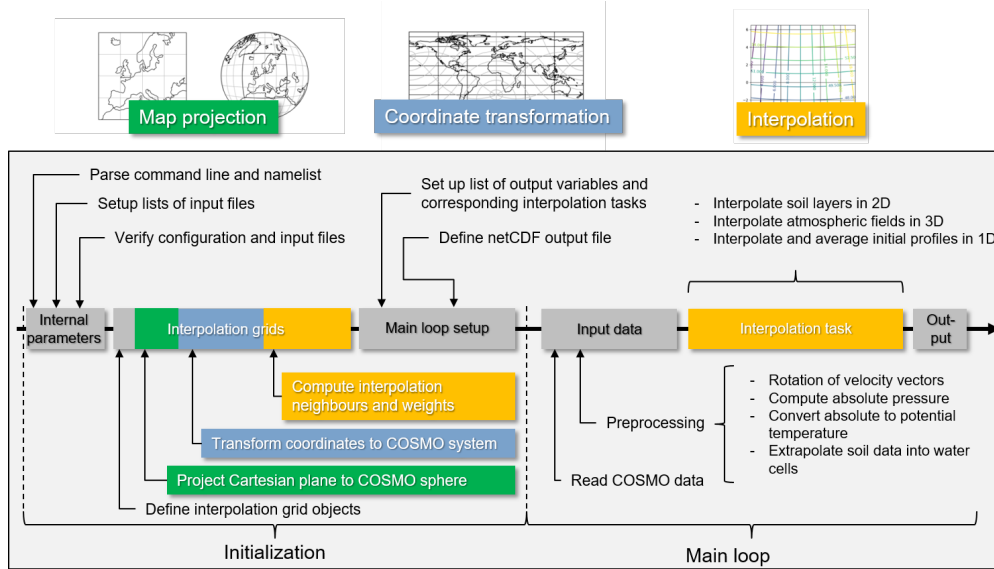 Map projection
Coordinate transformation
Interpolation
Parse command line and namelist
Setup lists of input files
Verify configuration and input files
Set up list of output variables and
corresponding interpolation tasks
Define netCDF output file
- Interpolate soil layers in 2D
- Interpolate atmospheric fields in 3D
- Interpolate and average initial profiles in 1D
Internal
parameters
Interpolation grids
Main loop setup
Input data
Interpolation task
Out-
put
Compute interpolation
neighbours and weights
Transform coordinates to COSMO system
Project Cartesian plane to COSMO sphere
Define interpolation grid objects
Preprocessing
- Rotation of velocity vectors
- Compute absolute pressure
- Convert absolute to potential
temperature
- Extrapolate soil data into water
cells
Read COSMO data
Initialization
Main loop